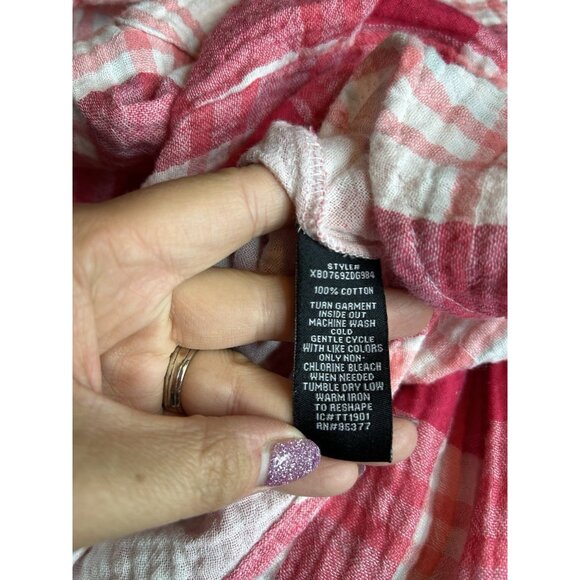 STYLE#
XBD769ZDG984
100% COTTON
TURN GARMENT
INSIDE OUT
MACHINE WASH
COLD
GENTLE CYCLE
WITH LIKE COLORS
ONLY NON-
CHLORINE BLEACH
WHEN NEEDED
TUMBLE DRY LOW
WARM IRON
TO RESHAPE
IC#TT1901
RN#96377